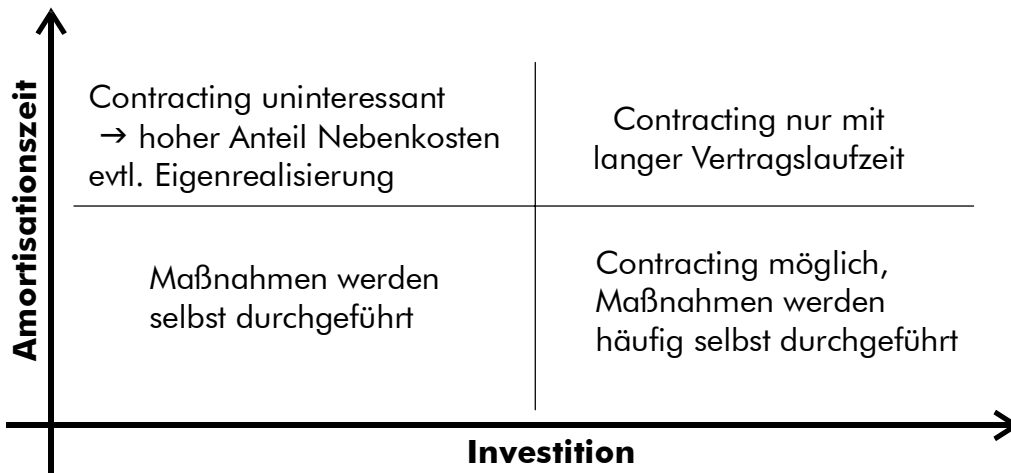 Amortisationszeit
Contracting uninteressant
→ hoher Anteil Nebenkosten
evtl. Eigenrealisierung
Contracting nur mit
langer Vertragslaufzeit
Maßnahmen werden
selbst durchgeführt
Contracting möglich,
Maßnahmen werden
häufig selbst durchgeführt
Investition